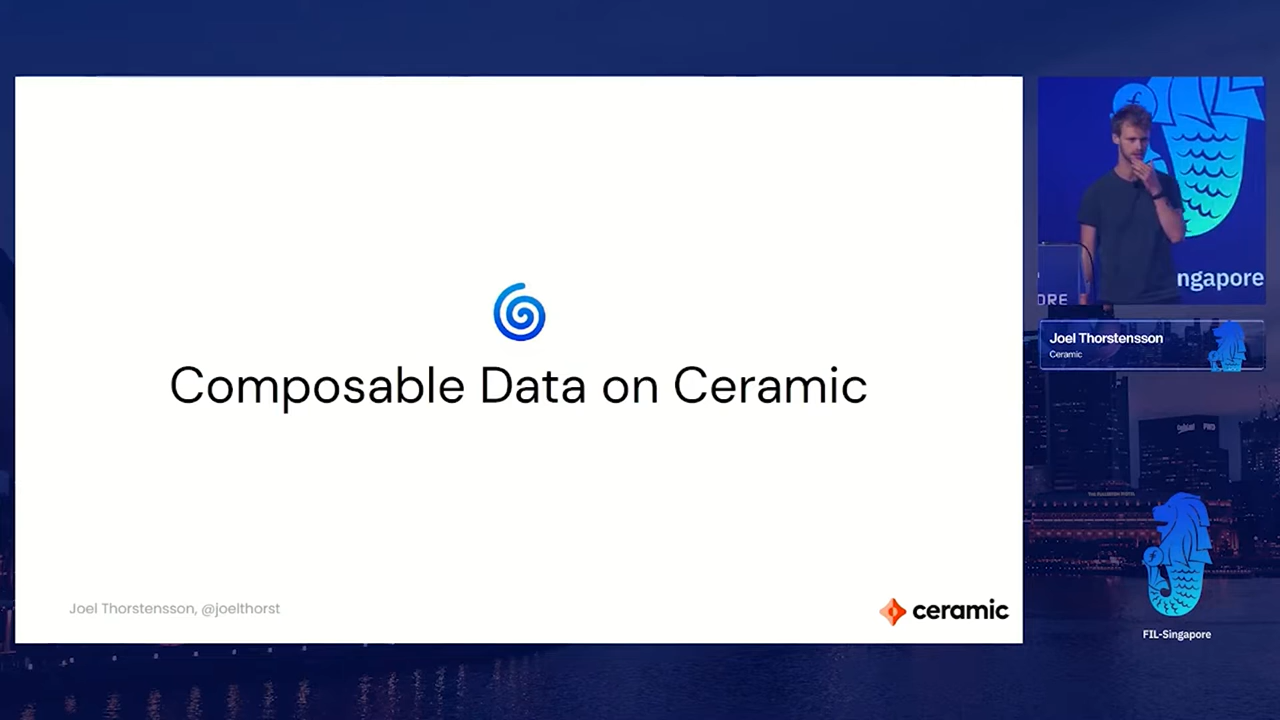 Composable Data on Ceramic
Joel Thorstensson, @joelthorst
ceramic
ngapore
ORE
Joel Thorstensson
Ceramic
FIL-Singapore